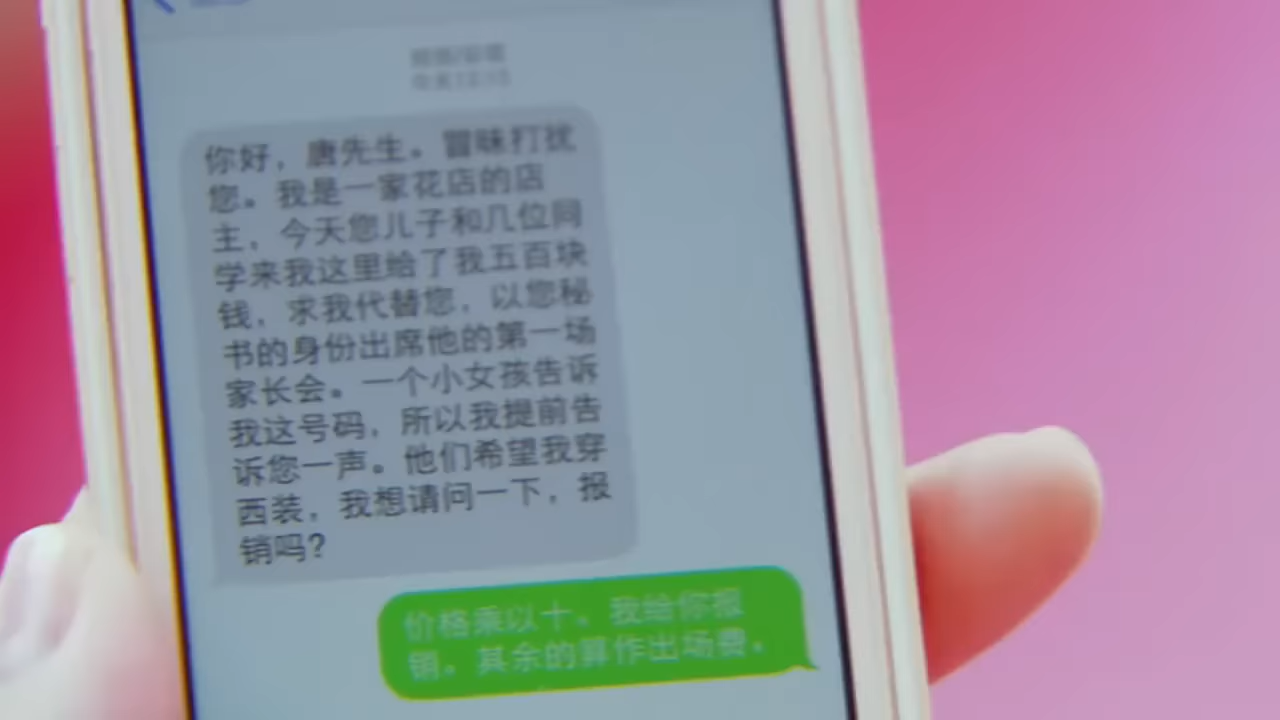 你好，唐先生。冒昧打扰
您。我是一家花店的店
主，今天您儿子和几位同
学来我这里给了我五百块
钱，求我代替您，以您秘
书的身份出席他的第一场
家长会。一个小女孩告诉
我这号码，所以我提前告
诉您一声。他们希望我穿
西装，我想请问一下，报
销吗？
价格乘以十。我给你报
销。其余的算作出场费。